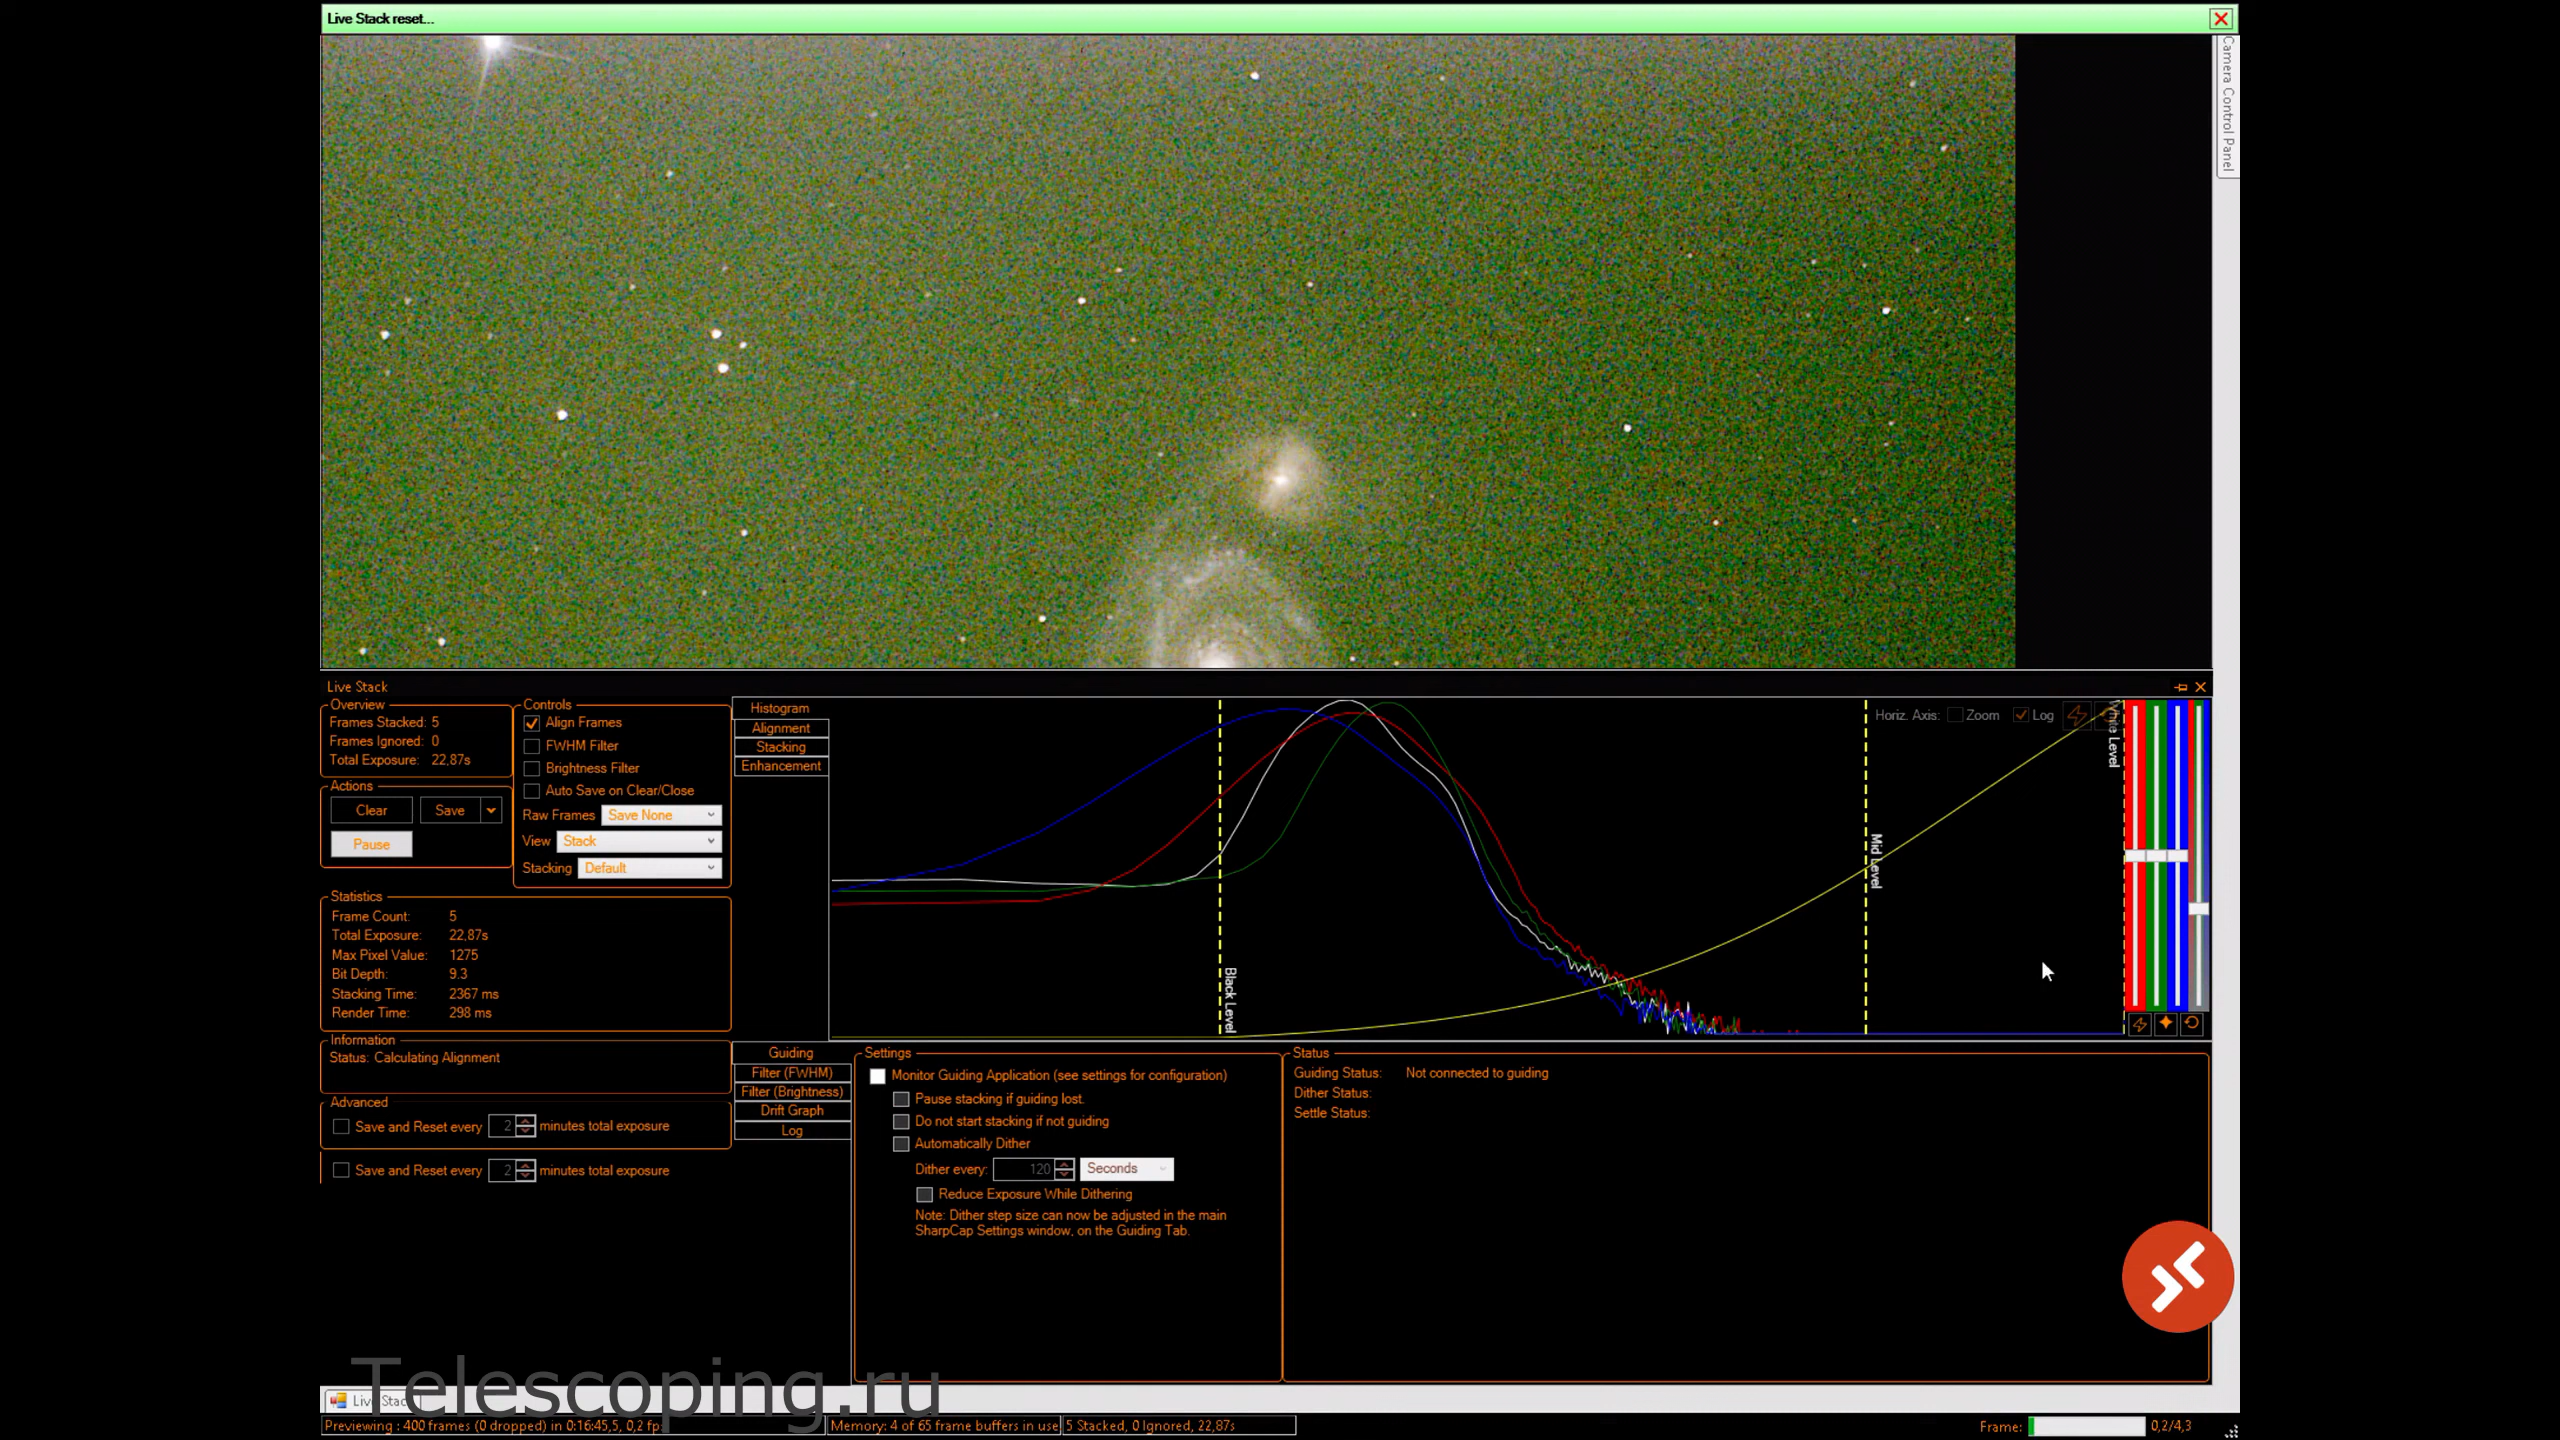 Live Stack reset...
Camera Control Panel
Live Stack
Overview
Frames Stacked: 5
Frames Ignored: 0
Total Exposure: 22,87s
Actions
Clear
Save
Pause
Controls
Align Frames
FWHM Filter
Brightness Filter
Auto Save on Clear/Close
Raw Frames Save None
View Stack
Stacking Default
Statistics
Frame Count: 5
Total Exposure: 22,87s
Max Pixel Value: 1275
Bit Depth: 9.3
Stacking Time: 2367 ms
Render Time: 298 ms
Information
Status: Calculating Alignment
Advanced
Save and Reset every 2 minutes total exposure
Save and Reset every 2 minutes total exposure
Histogram
Alignment
Stacking
Enhancement
Horiz. Axis: Zoom Log
Black Level
Mid Level
White Level
Guiding
Filter (FWHM)
Filter (Brightness)
Drift Graph
Log
Settings
Monitor Guiding Application (see settings for configuration)
Pause stacking if guiding lost.
Do not start stacking if not guiding
Automatically Dither
Dither every: 120 Seconds
Reduce Exposure While Dithering
Note: Dither step size can now be adjusted in the main
SharpCap Settings window, on the Guiding Tab.
Status
Guiding Status: Not connected to guiding
Dither Status:
Settle Status:
Telescoping.ru
Live Stac
Previewing : 400 frames (0 dropped) in 0:16:45,5, 0,2 fp
Memory: 4 of 65 frame buffers in use
5 Stacked, 0 Ignored, 22,87s
Frame: 0,2/4,3